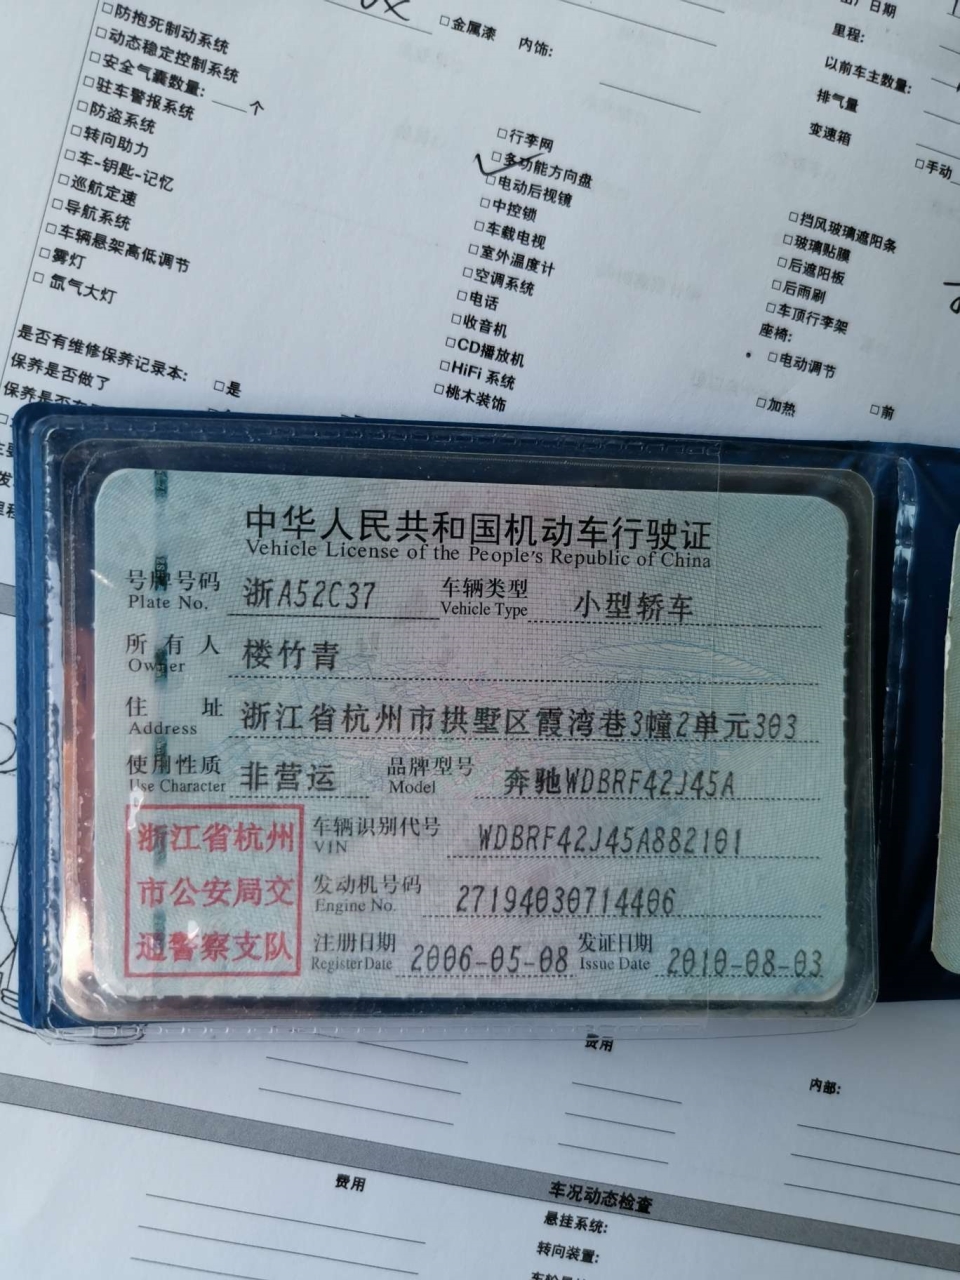 □防抱死制动系统
□动态稳定控制系统
□安全气囊数量: 个
□驻车警报系统
□防盗系统
□转向助力
□车-钥匙-记忆
□巡航定速
□导航系统
□车辆悬架高低调节
□雾灯
□氙气大灯
□金属漆 内饰:
□行李网
□多功能方向盘
□电动后视镜
□中控锁
□车载电视
□室外温度计
□空调系统
□电话
□收音机
□CD播放机
□HiFi 系统
□桃木装饰
日期
里程:
以前车主数量:
排气量
变速箱
□手动
□挡风玻璃遮阳条
□玻璃贴膜
□后遮阳板
□后雨刷
□车顶行李架
座椅:
□电动调节
□加热 □前
是否有维修保养记录本: □是
保养是否做了
中华人民共和国机动车行驶证
Vehicle License of the People's Republic of China
号牌号码 浙A52C37 车辆类型 小型轿车
Plate No. Vehicle Type
所有人 楼竹青
Owner
住址 浙江省杭州市拱墅区霞湾巷3幢2单元303
Address
使用性质 非营运 品牌型号 奔驰WDBRF42J45A
Use Character Model
浙江省杭州
市公安局交
通警察支队
车辆识别代号 WDBRF42J45A882101
VIN
发动机号码 27194030714406
Engine No.
注册日期 2006-05-08 发证日期 2010-08-03
Register Date Issue Date
费用
内部:
费用
车况动态检查
悬挂系统:
转向装置: